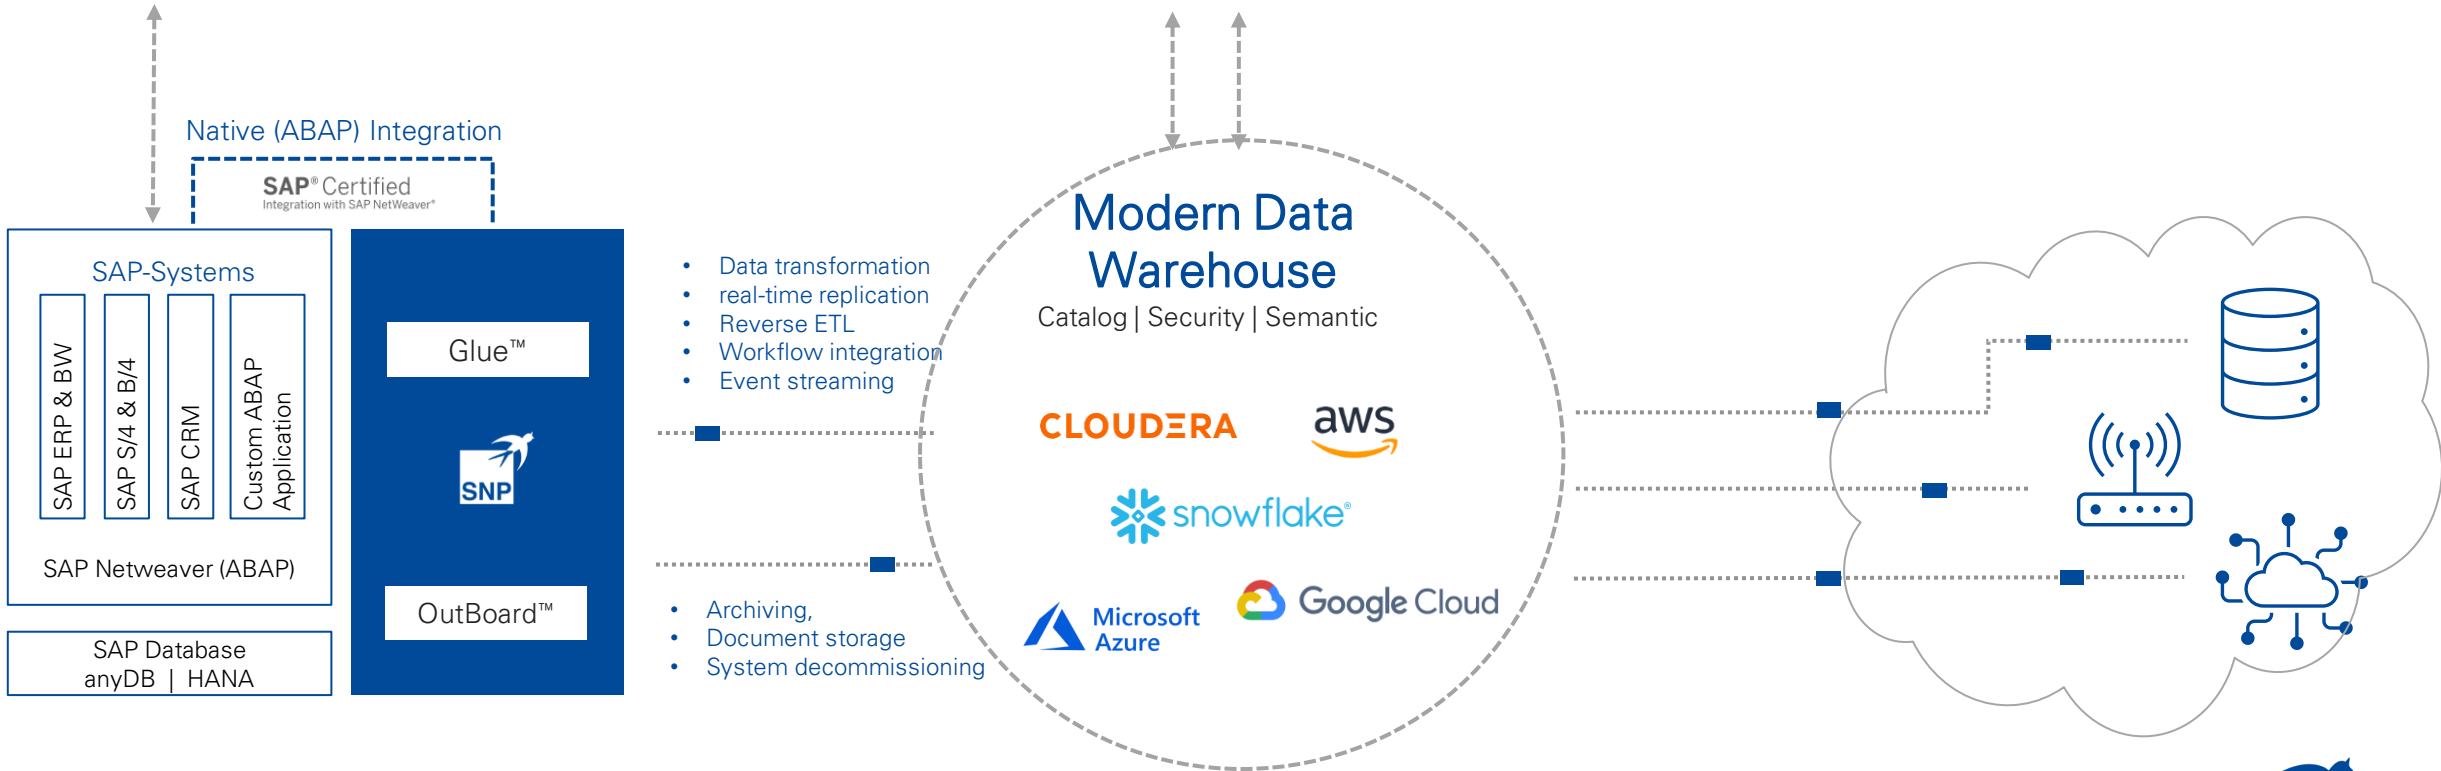 Native (ABAP) Integration
SAP® Certified
Integration with SAP NetWeaver®
SAP-Systems
SAP ERP & BW
SAP S/4 & B/4
SAP CRM
Custom ABAP
Application
SAP Netweaver (ABAP)
SAP Database
anyDB | HANA
Glue™
SNP
OutBoard™
• Data transformation
• real-time replication
• Reverse ETL
• Workflow integration
• Event streaming
• Archiving,
• Document storage
• System decommissioning
Modern Data
Warehouse
Catalog | Security | Semantic
CLOUDERA
aws
snowflake®
Microsoft
Azure
Google Cloud